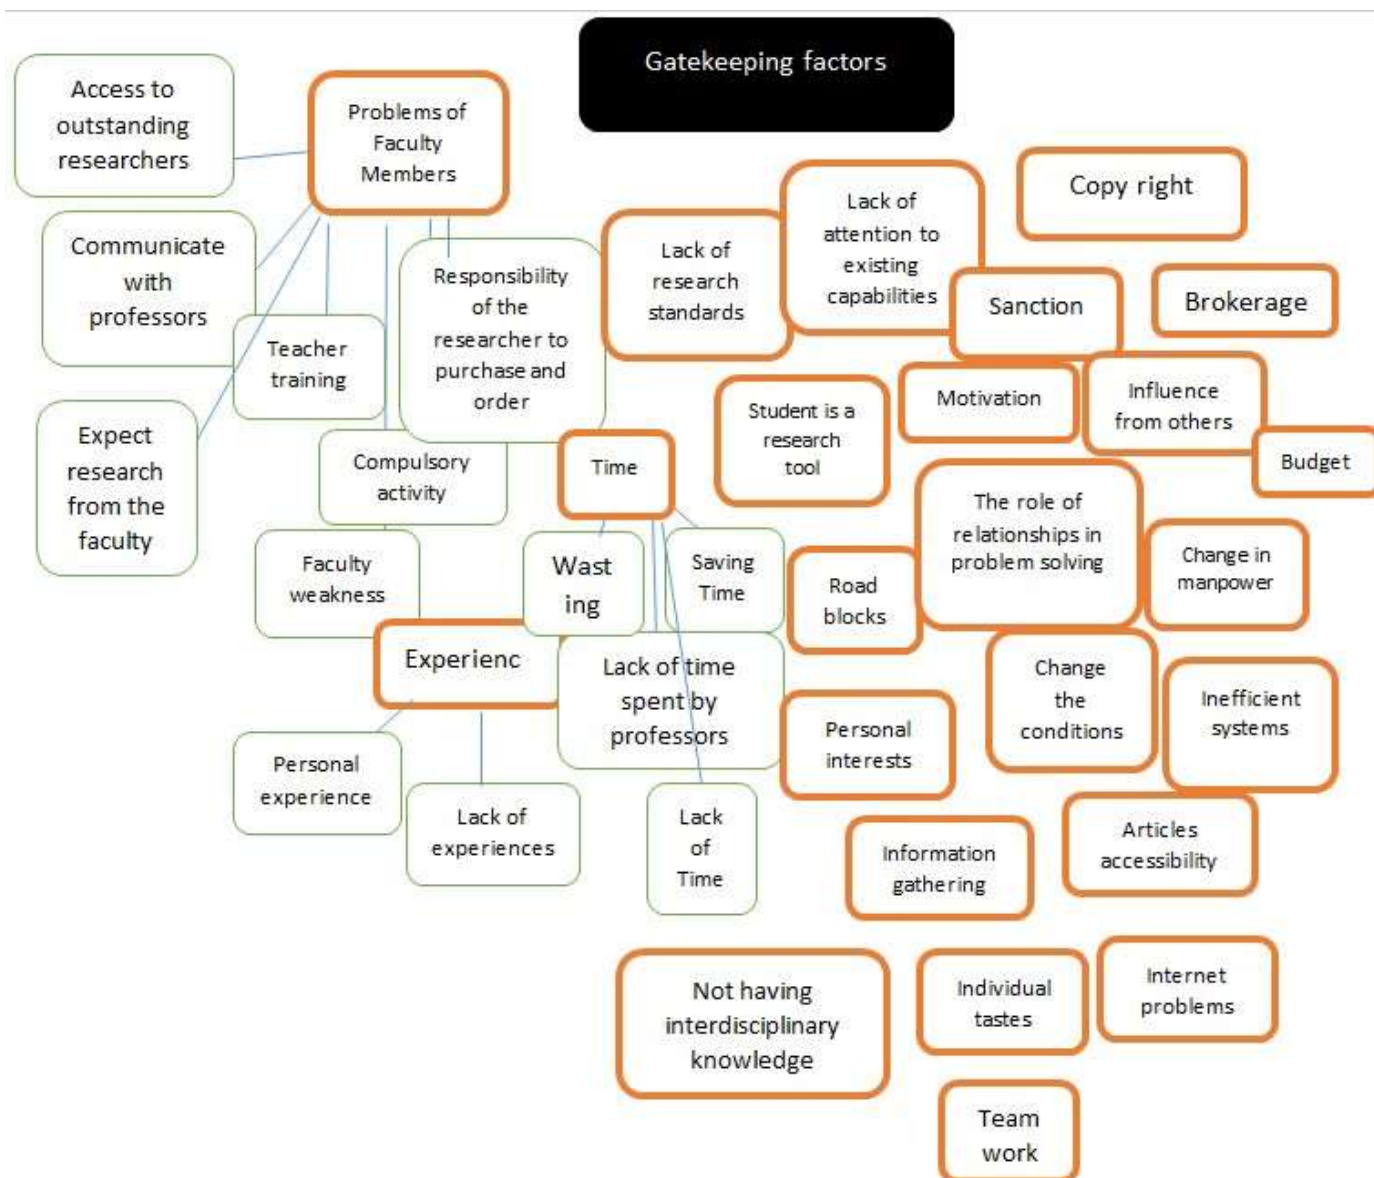 Gatekeeping factors
Access to
outstanding
researchers
Problems of
Faculty
Members
Communicate
with
professors
Teacher
training
Responsibility
of the
researcher to
purchase and
order
Expect
research
from the
faculty
Compulsory
activity
Faculty
weakness
Time
Wast
ing
Saving
Time
Lack of time
spent by
professors
Lack
of
Time
Experienc
Personal
experience
Lack of
experiences
Lack of
research
standards
Lack of
attention to
existing
capabilities
Copy right
Sanction
Brokerage
Student is a
research
tool
Motivation
Influence
from others
Budget
The role of
relationships in
problem solving
Change in
manpower
Road
blocks
Change
the
conditions
Inefficient
systems
Personal
interests
Articles
accessibility
Information
gathering
Not having
interdisciplinary
knowledge
Individual
tastes
Internet
problems
Team
work